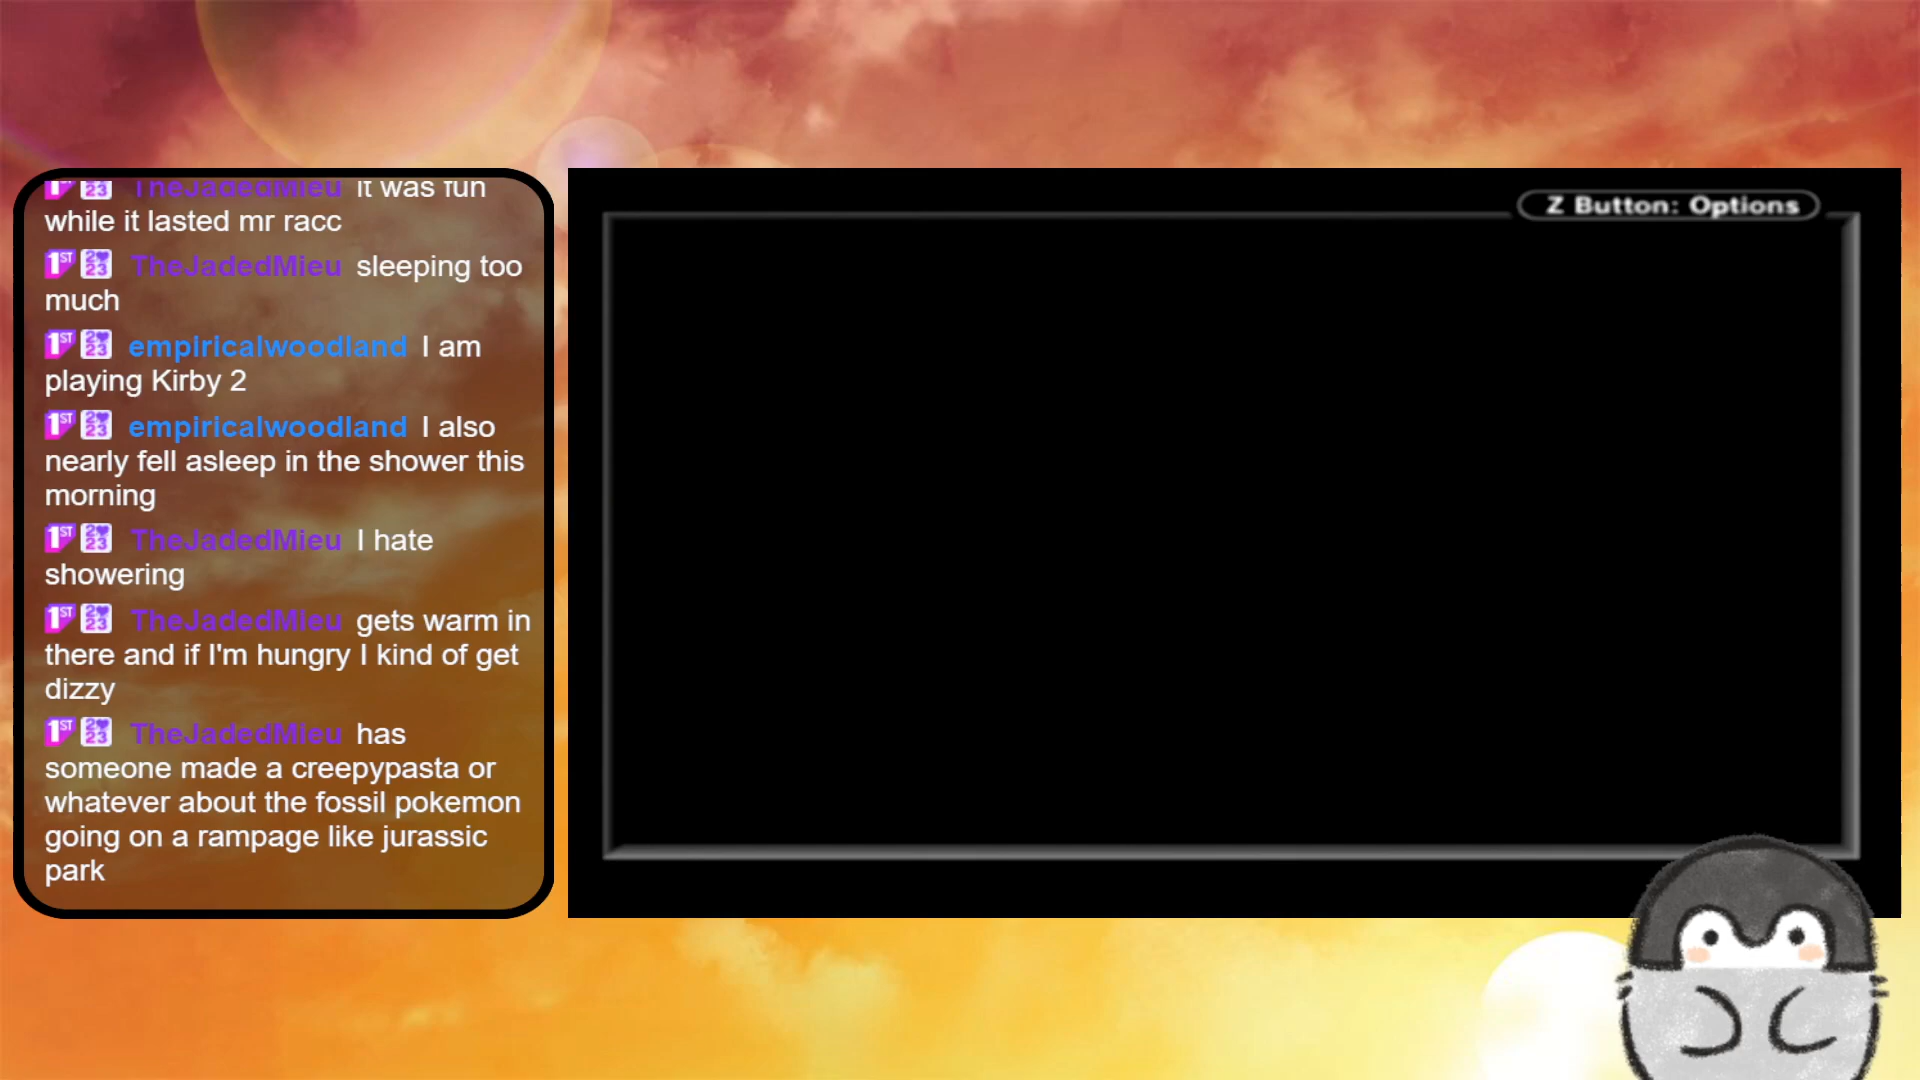 TheJadedMieu it was fun
while it lasted mr racc
TheJadedMieu sleeping too
much
empiricalwoodland I am
playing Kirby 2
empiricalwoodland I also
nearly fell asleep in the shower this
morning
TheJadedMieu I hate
showering
TheJadedMieu gets warm in
there and if I'm hungry I kind of get
dizzy
TheJadedMieu has
someone made a creepypasta or
whatever about the fossil pokemon
going on a rampage like jurassic
park
Z Button: Options